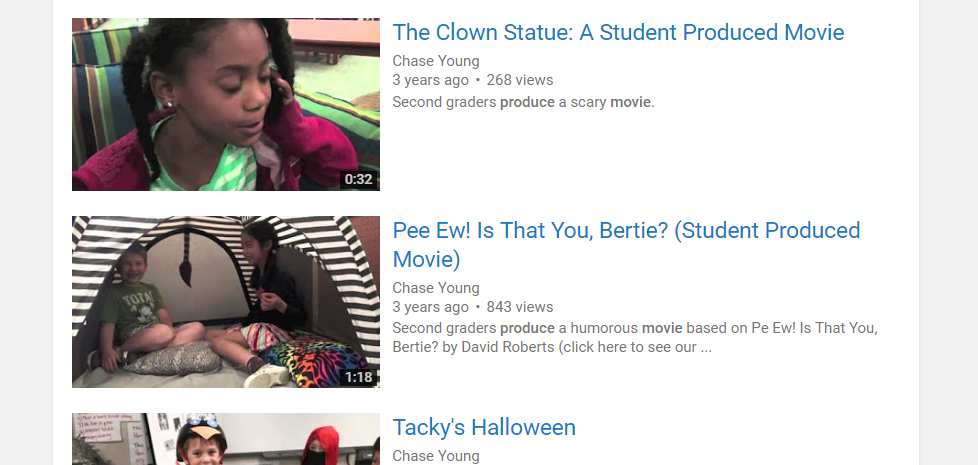 The Clown Statue: A Student Produced Movie
Chase Young
3 years ago • 268 views
Second graders produce a scary movie.
0:32
Pee Ew! Is That You, Bertie? (Student Produced
Movie)
Chase Young
3 years ago • 843 views
Second graders produce a humorous movie based on Pe Ew! Is That You,
Bertie? by David Roberts (click here to see our ...
TOTAL
1:18
Tacky's Halloween
Chase Young